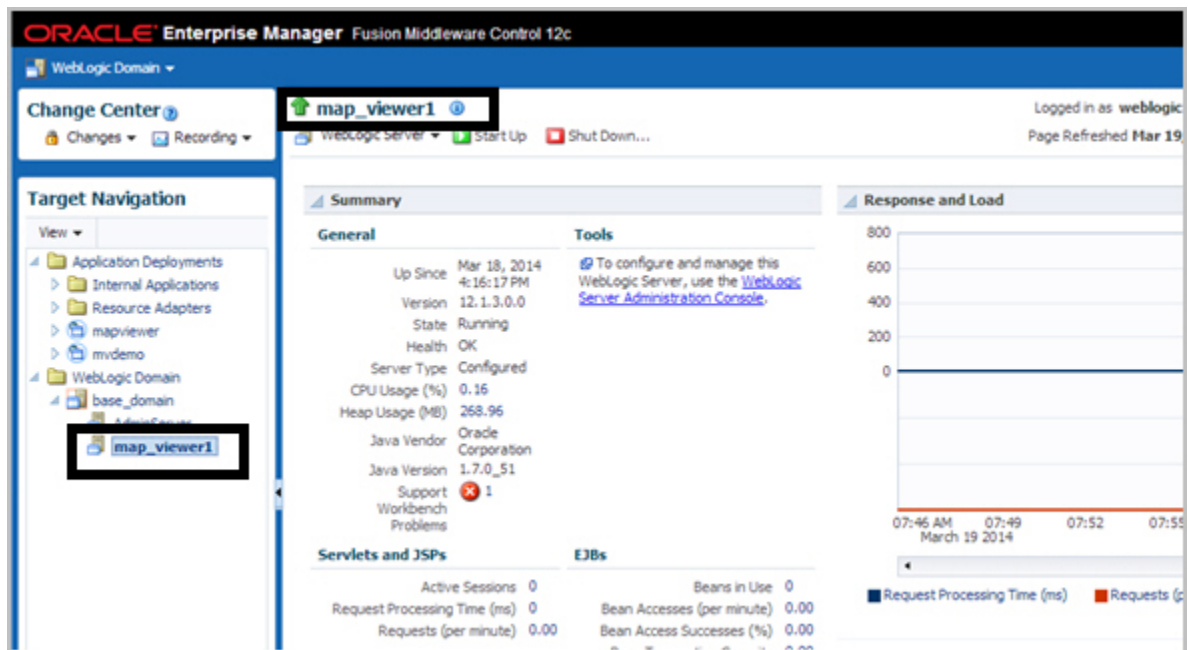 ORACLE Enterprise Manager Fusion Middleware Control 12c
WebLogic Domain
Change Center
Changes Recording
map_viewer1
Logged in as weblogic
WebLogic Server Start Up Shut Down...
Page Refreshed Mar 19,
Target Navigation
View
Application Deployments
Internal Applications
Resource Adapters
mapviewer
mvdemo
WebLogic Domain
base_domain
AdminServer
map_viewer1
Summary
General
Up Since Mar 18, 2014 4:16:17 PM
Version 12.1.3.0.0
State Running
Health OK
Server Type Configured
CPU Usage (%) 0.16
Heap Usage (MB) 268.96
Java Vendor Oracle Corporation
Java Version 1.7.0_51
Support Workbench Problems 1
Tools
To configure and manage this
WebLogic Server, use the WebLogic
Server Administration Console.
Servlets and JSPs
Active Sessions 0
Request Processing Time (ms) 0
Requests (per minute) 0.00
EJBs
Beans in Use 0
Bean Accesses (per minute) 0.00
Bean Access Successes (%) 0.00
Response and Load
800
600
400
200
0
07:46 AM 07:49 07:52 07:55
March 19 2014
Request Processing Time (ms) Requests (p